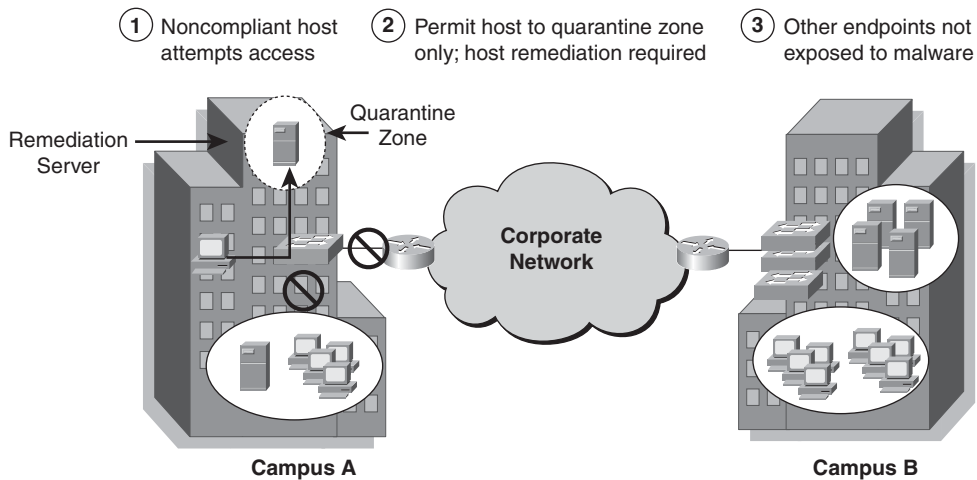 1 Noncompliant host
attempts access
2 Permit host to quarantine zone
only; host remediation required
3 Other endpoints not
exposed to malware
Remediation
Server
Quarantine
Zone
Corporate
Network
Campus A
Campus B